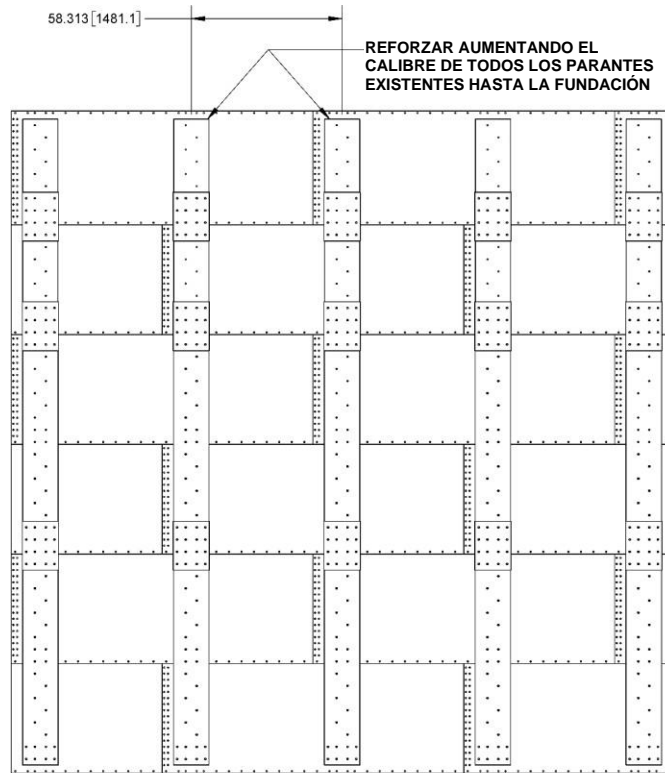 58.313 [1481.1]
REFORZAR AUMENTANDO EL
CALIBRE DE TODOS LOS PARANTES
EXISTENTES HASTA LA FUNDACIÓN